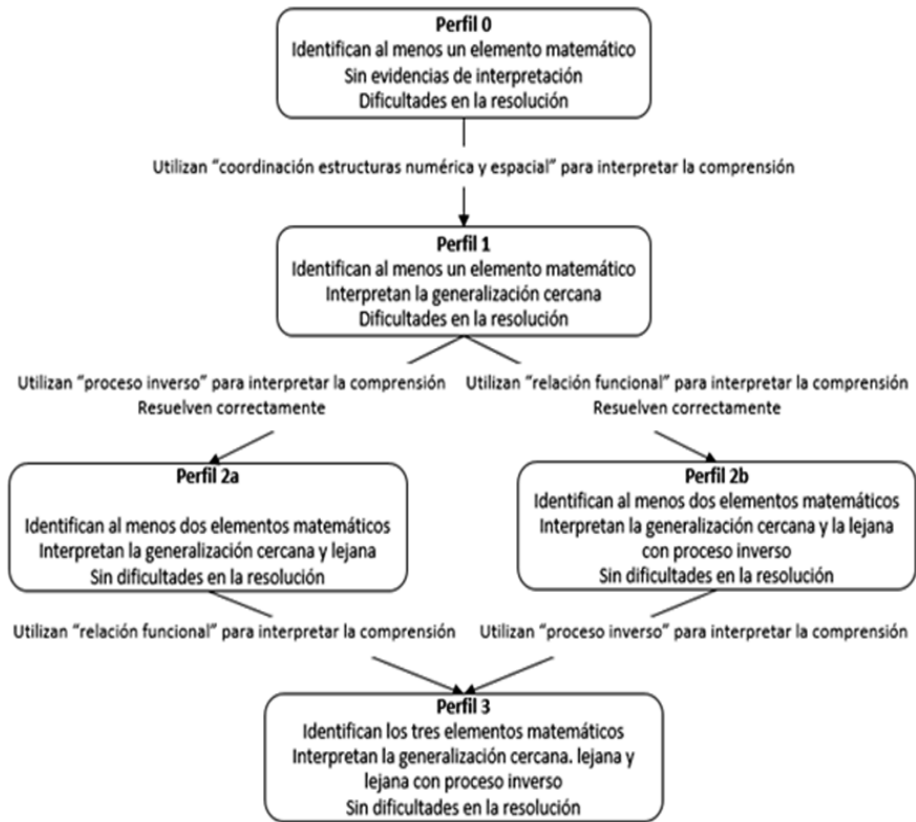 Perfil 0
Identifican al menos un elemento matemático
Sin evidencias de interpretación
Dificultades en la resolución
Utilizan “coordinación estructuras numérica y espacial” para interpretar la comprensión
Perfil 1
Identifican al menos un elemento matemático
Interpretan la generalización cercana
Dificultades en la resolución
Utilizan “proceso inverso” para interpretar la comprensión
Resuelven correctamente
Utilizan “relación funcional” para interpretar la comprensión
Resuelven correctamente
Perfil 2a
Identifican al menos dos elementos matemáticos
Interpretan la generalización cercana y lejana
Sin dificultades en la resolución
Perfil 2b
Identifican al menos dos elementos matemáticos
Interpretan la generalización cercana y la lejana
con proceso inverso
Sin dificultades en la resolución
Utilizan “relación funcional” para interpretar la comprensión
Utilizan “proceso inverso” para interpretar la comprensión
Perfil 3
Identifican los tres elementos matemáticos
Interpretan la generalización cercana. lejana y
lejana con proceso inverso
Sin dificultades en la resolución